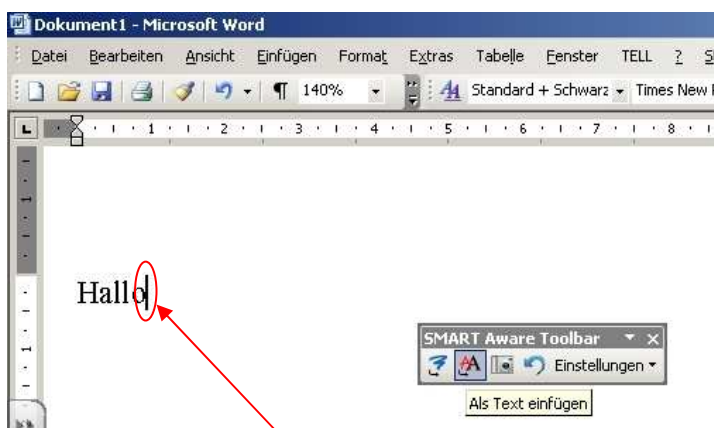 Dokument1 - Microsoft Word
Datei Bearbeiten Ansicht Einfügen Format Extras Tabelle Fenster TELL ?
140% Standard + Schwarz Times New
1 2 3 4 5 6 7 8
Hallo
SMART Aware Toolbar
Einstellungen
Als Text einfügen